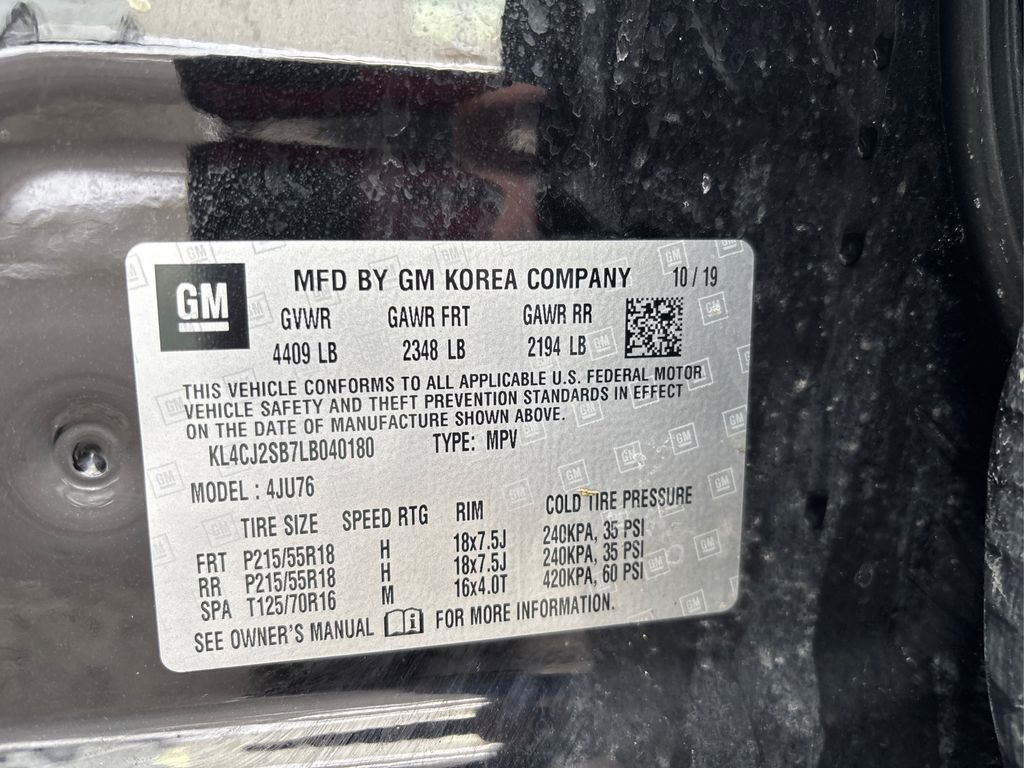 GM
MFD BY GM KOREA COMPANY 10 / 19
GVWR GAWR FRT GAWR RR
4409 LB 2348 LB 2194 LB
THIS VEHICLE CONFORMS TO ALL APPLICABLE U.S. FEDERAL MOTOR
VEHICLE SAFETY AND THEFT PREVENTION STANDARDS IN EFFECT
ON THE DATE OF MANUFACTURE SHOWN ABOVE.
KL4CJ2SB7LB040180 TYPE: MPV
MODEL : 4JU76
TIRE SIZE SPEED RTG RIM COLD TIRE PRESSURE
FRT P215/55R18 H 18x7.5J 240KPA, 35 PSI
RR P215/55R18 H 18x7.5J 240KPA, 35 PSI
SPA T125/70R16 M 16x4.0T 420KPA, 60 PSI
SEE OWNER'S MANUAL FOR MORE INFORMATION.